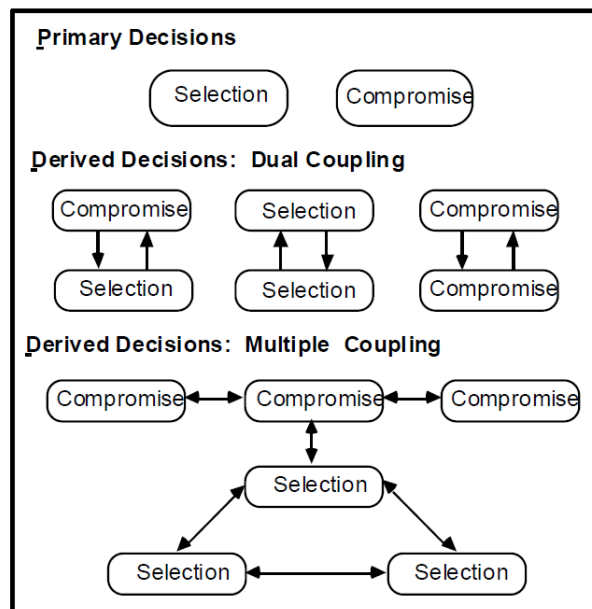 Primary Decisions
Selection Compromise
Derived Decisions: Dual Coupling
Compromise Selection Compromise
Selection Selection Compromise
Derived Decisions: Multiple Coupling
Compromise Compromise Compromise
Selection
Selection Selection